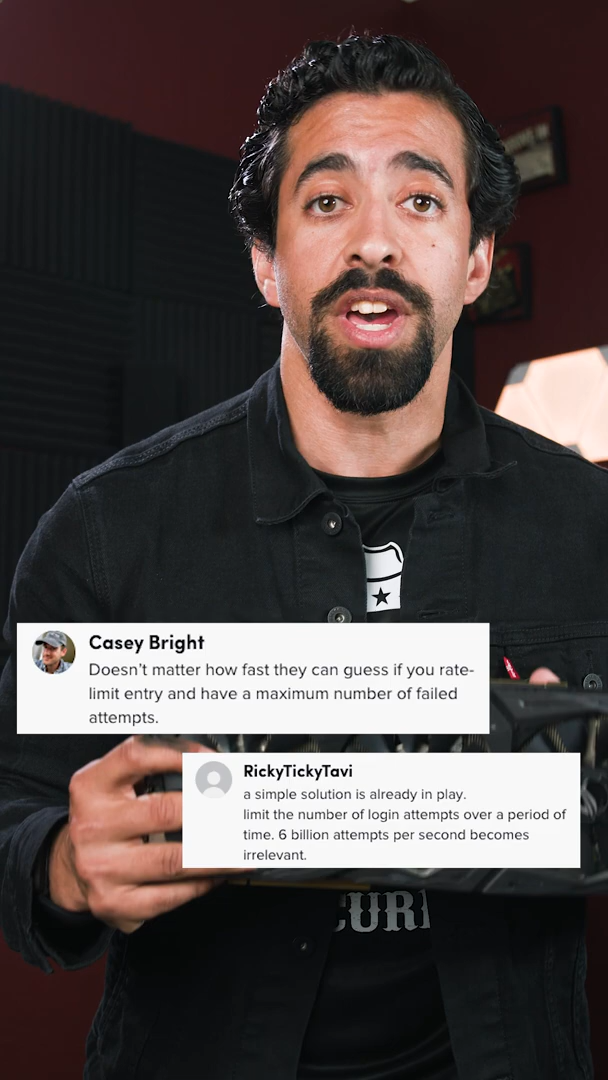 Casey Bright
Doesn't matter how fast they can guess if you rate-
limit entry and have a maximum number of failed
attempts.
RickyTickyTavi
a simple solution is already in play.
limit the number of login attempts over a period of
time. 6 billion attempts per second becomes
irrelevant.